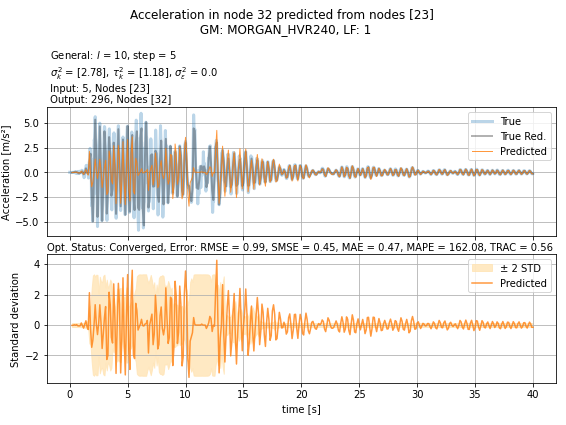 Acceleration in node 32 predicted from nodes [23]
GM: MORGAN_HVR240, LF: 1
General: l = 10, step = 5
σ²ₖ = [2.78], τ²ₖ = [1.18], σ²ε = 0.0
Input: 5, Nodes [23]
Output: 296, Nodes [32]
Acceleration [m/s²]
5.0
2.5
0.0
−2.5
−5.0
True
True Red.
Predicted
Opt. Status: Converged, Error: RMSE = 0.99, SMSE = 0.45, MAE = 0.47, MAPE = 162.08, TRAC = 0.56
Standard deviation
4
2
0
−2
± 2 STD
Predicted
0 5 10 15 20 25 30 35 40
time [s]